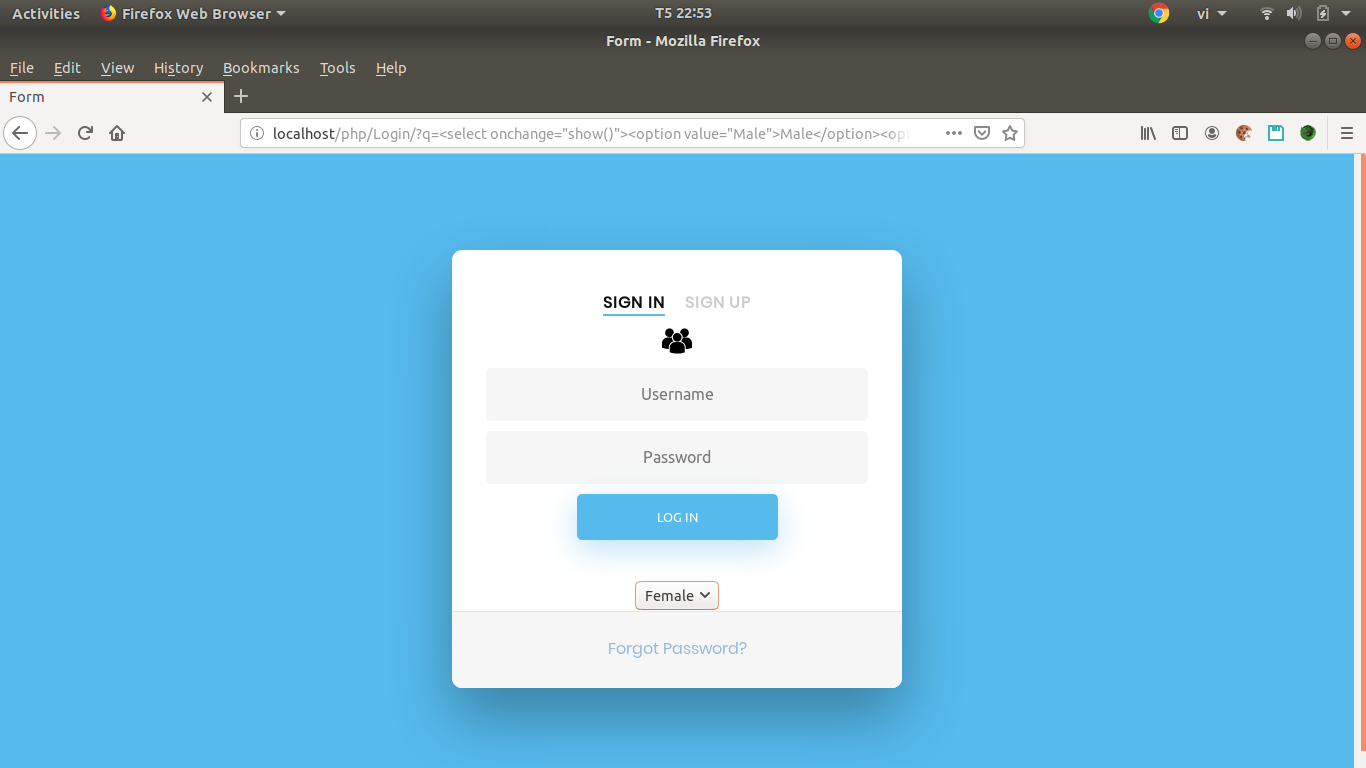 Activities Firefox Web Browser T5 22:53 vi
Form - Mozilla Firefox
File Edit View History Bookmarks Tools Help
Form
localhost/php/Login/?q=<select onchange="show()"><option value="Male">Male</option><opti
SIGN IN SIGN UP
Username
Password
LOG IN
Female
Forgot Password?